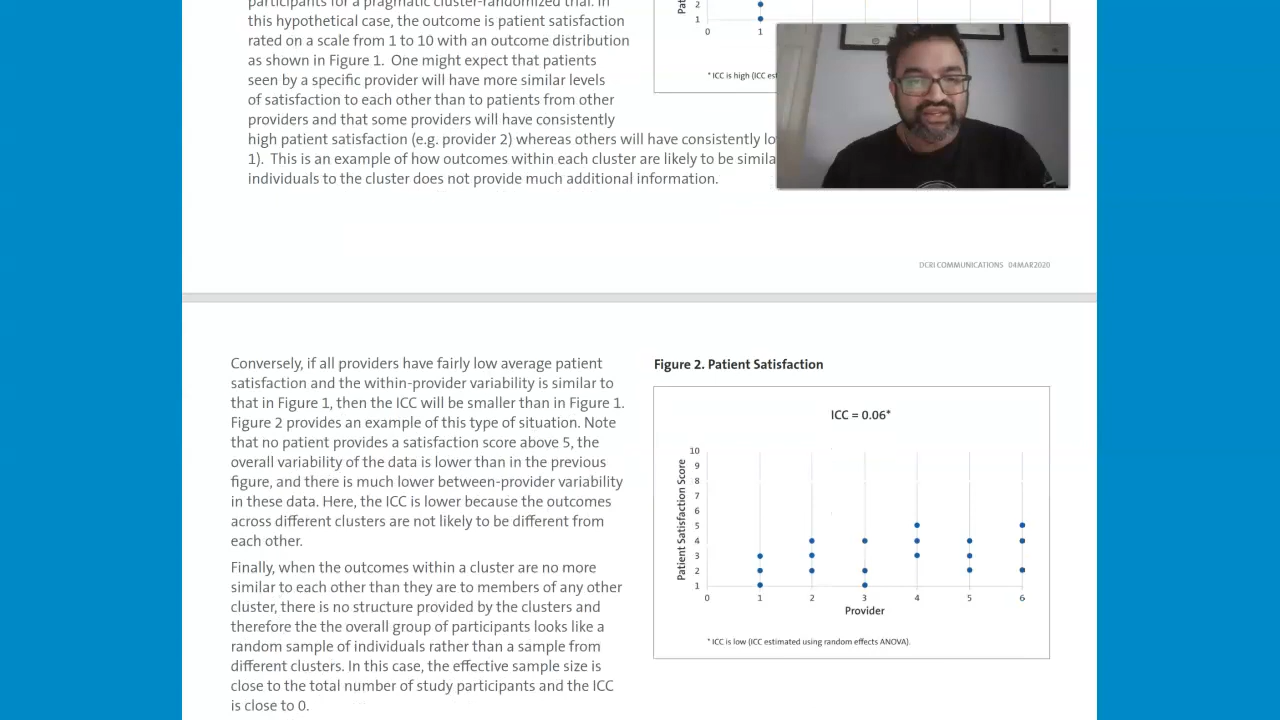 participants for a pragmatic cluster-randomized trial. In
this hypothetical case, the outcome is patient satisfaction
rated on a scale from 1 to 10 with an outcome distribution
as shown in Figure 1. One might expect that patients
seen by a specific provider will have more similar levels
of satisfaction to each other than to patients from other
providers and that some providers will have consistently
high patient satisfaction (e.g. provider 2) whereas others will have consistently
1). This is an example of how outcomes within each cluster are likely to be
individuals to the cluster does not provide much additional information.
2
1
0 1
* ICC is high (ICC
DCRI COMMUNICATIONS 04MAR2020
Conversely, if all providers have fairly low average patient
satisfaction and the within-provider variability is similar to
that in Figure 1, then the ICC will be smaller than in Figure 1.
Figure 2 provides an example of this type of situation. Note
that no patient provides a satisfaction score above 5, the
overall variability of the data is lower than in the previous
figure, and there is much lower between-provider variability
in these data. Here, the ICC is lower because the outcomes
across different clusters are not likely to be different from
each other.
Finally, when the outcomes within a cluster are no more
similar to each other than they are to members of any other
cluster, there is no structure provided by the clusters and
therefore the the overall group of participants looks like a
random sample of individuals rather than a sample from
different clusters. In this case, the effective sample size is
close to the total number of study participants and the ICC
is close to 0.
Figure 2. Patient Satisfaction
ICC = 0.06*
Patient Satisfaction Score
10
9
8
7
6
5
4
3
2
1
0 1 2 3 4 5 6
Provider
* ICC is low (ICC estimated using random effects ANOVA).